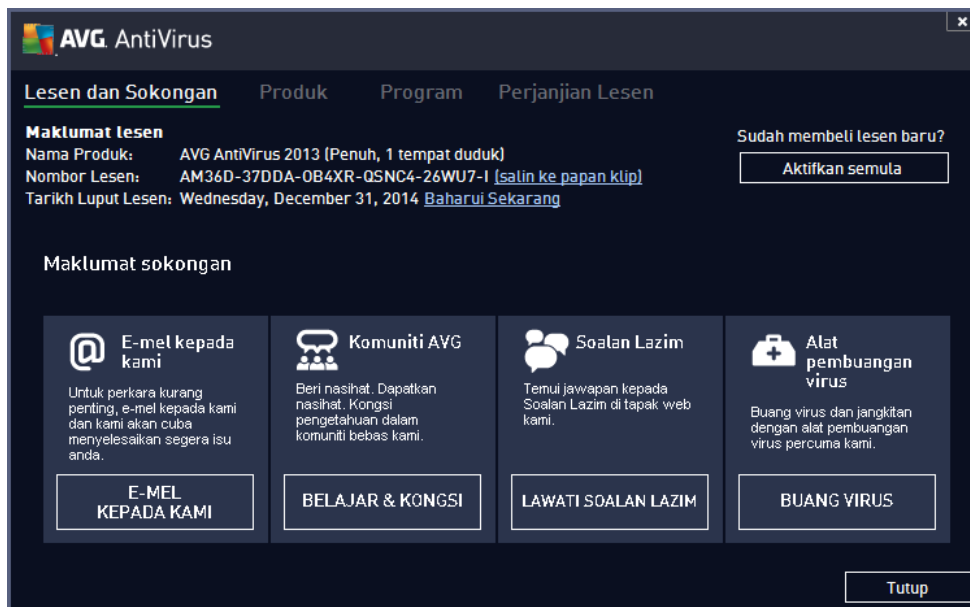 AVG AntiVirus
Lesen dan Sokongan Produk Program Perjanjian Lesen
Maklumat lesen
Nama Produk: AVG AntiVirus 2013 (Penuh, 1 tempat duduk)
Nombor Lesen: AM36D-37DDA-OB4XR-QSNC4-26WU7-I (salin ke papan klip)
Tarikh Luput Lesen: Wednesday, December 31, 2014 Baharui Sekarang
Sudah membeli lesen baru?
Aktifkan semula
Maklumat sokongan
E-mel kepada
kami
Untuk perkara kurang
penting, e-mel kepada kami
dan kami akan cuba
menyelesaikan segera isu
anda.
E-MEL
KEPADA KAMI
Komuniti AVG
Beri nasihat. Dapatkan
nasihat. Kongsi
pengetahuan dalam
komuniti bebas kami.
BELAJAR & KONGSI
Soalan Lazim
Temui jawapan kepada
Soalan Lazim di tapak web
kami.
LAWATI SOALAN LAZIM
Alat
pembuangan
virus
Buang virus dan jangkitan
dengan alat pembuangan
virus percuma kami.
BUANG VIRUS
Tutup